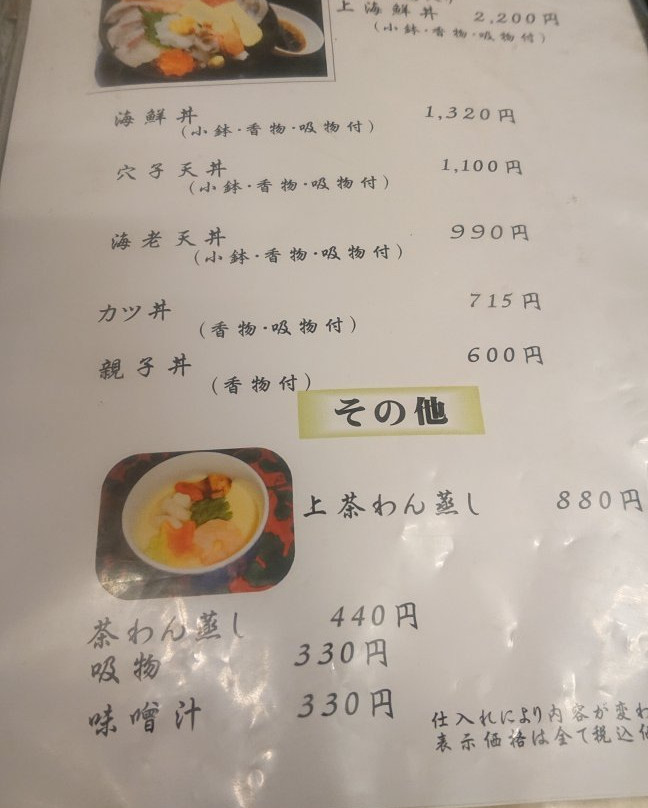 上海鮮丼 2,200円
(小鉢・香物・吸物付)
海鮮丼 1,320円
(小鉢・香物・吸物付)
穴子天丼 1,100円
(小鉢・香物・吸物付)
海老天丼 990円
(小鉢・香物・吸物付)
カツ丼 715円
(香物・吸物付)
親子丼 600円
(香物付)
その他
上茶わん蒸し 880円
茶わん蒸し 440円
吸物 330円
味噌汁 330円
仕入れにより内容が変わ
表示価格は全て税込